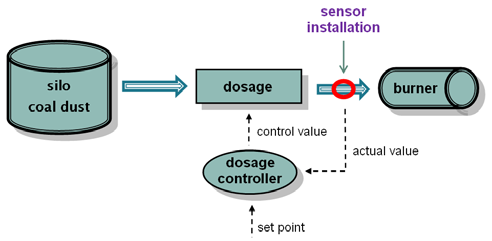 sensor
installation
silo
coal dust
dosage
burner
control value
actual value
dosage
controller
set point